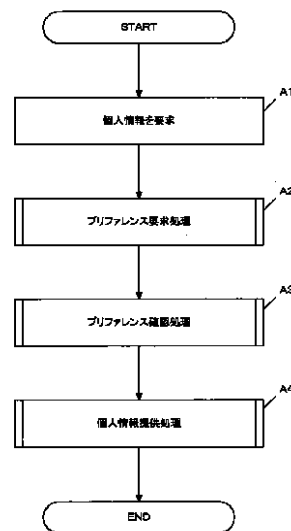 START
A1
個人情報を要求
A2
プリファレンス要求処理
A3
プリファレンス確認処理
A4
個人情報提供処理
END